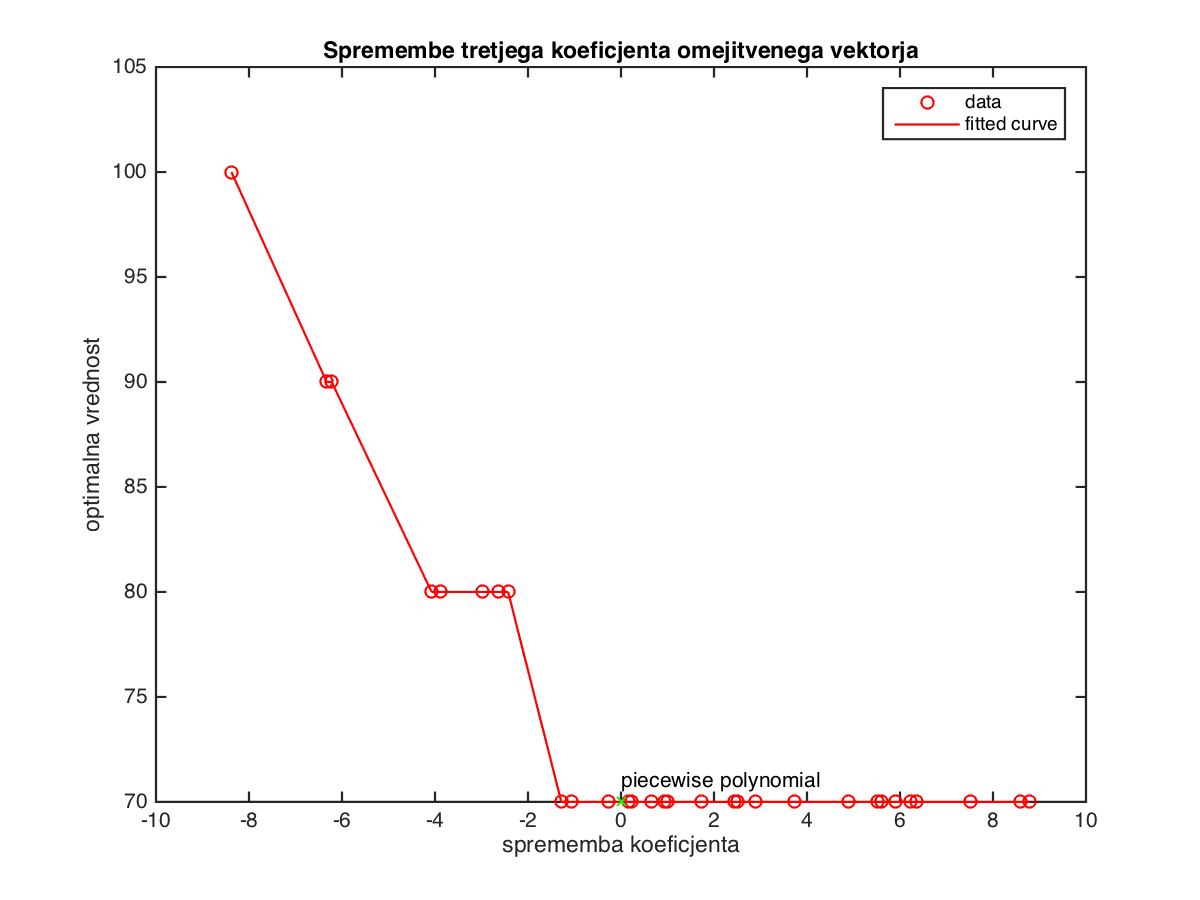 Spremembe tretjega koeficjenta omejitvenega vektorja
105
100
95
90
85
80
75
70
optimalna vrednost
data
fitted curve
piecewise polynomial
-10 -8 -6 -4 -2 0 2 4 6 8 10
sprememba koeficjenta